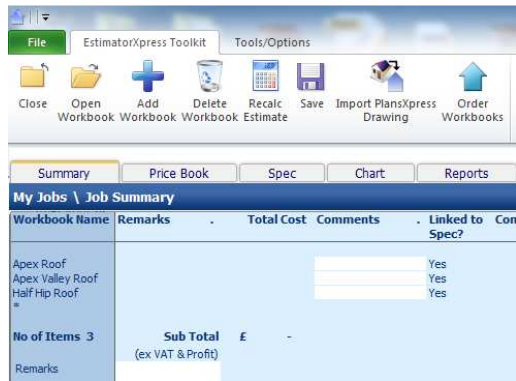 File EstimatorXpress Toolkit Tools/Options
Close Open Add Delete Recalc Save Import PlansXpress Order
Workbook Workbook Workbook Estimate Drawing Workbooks
Summary Price Book Spec Chart Reports
My Jobs \ Job Summary
Workbook Name Remarks . Total Cost Comments . Linked to Con
Spec?
Apex Roof Yes
Apex Valley Roof Yes
Half Hip Roof Yes
*
No of Items 3 Sub Total £ -
(ex VAT & Profit)
Remarks